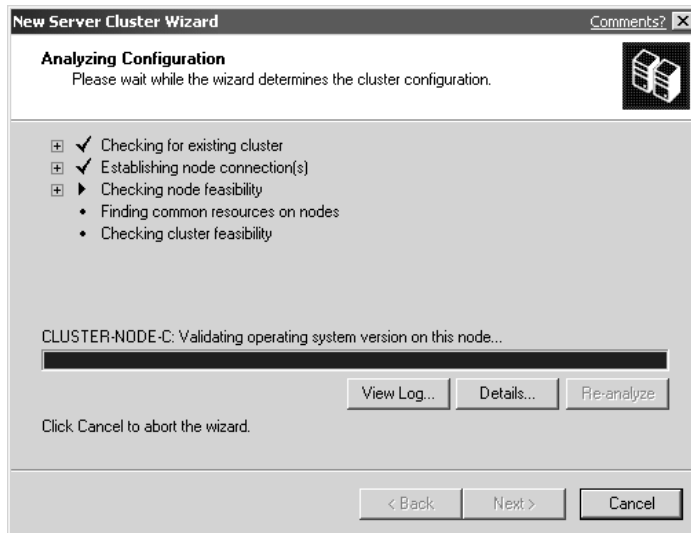 New Server Cluster Wizard Comments?
Analyzing Configuration
Please wait while the wizard determines the cluster configuration.
Checking for existing cluster
Establishing node connection(s)
Checking node feasibility
Finding common resources on nodes
Checking cluster feasibility
CLUSTER-NODE-C: Validating operating system version on this node...
View Log... Details... Re-analyze
Click Cancel to abort the wizard.
< Back Next > Cancel